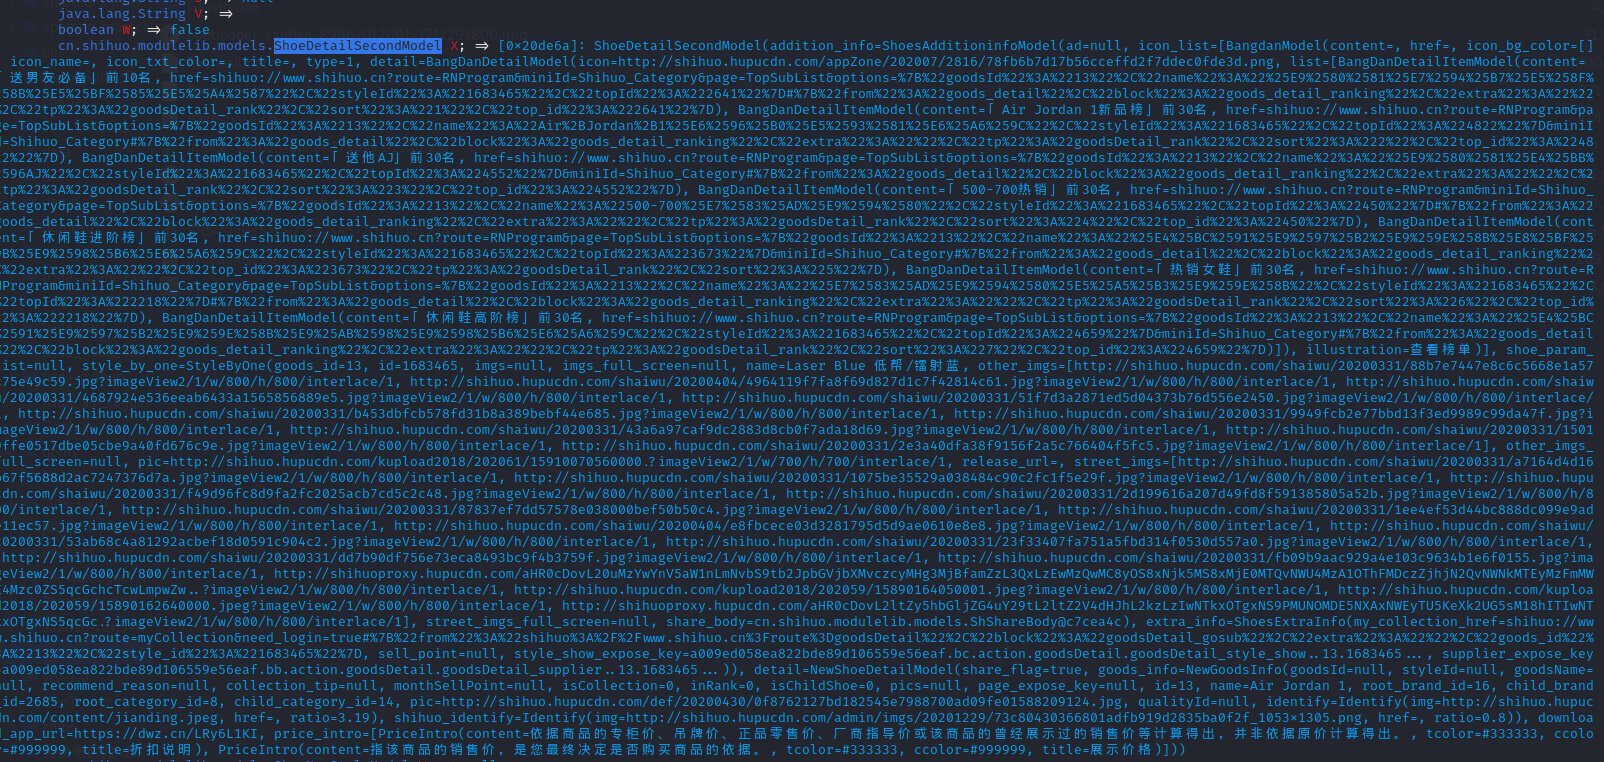 java.lang.String V; =>
boolean W; => false
cn.shihuo.modulelib.models.ShoeDetailSecondModel X; => [0x20de6a]: ShoeDetailSecondModel(addition_info=ShoesAdditioninfoModel(ad=null, icon_list=[BangdanModel(content=, href=, icon_bg_color=[]
icon_name=, icon_txt_color=, title=, type=1, detail=BangDanDetailModel(icon=http://shihuo.hupucdn.com/appZone/202007/2816/78fb6b7d17b56cceffd2f7ddec0fde3d.png, list=[BangDanDetailItemModel(content=
「送男友必备」前10名, href=shihuo://www.shihuo.cn?route=RNProgram&miniId=Shihuo_Category&page=TopSubList&options=%7B%22goodsId%22%3A%2213%22%2C%22name%22%3A%22%25E9%2580%2581%25E7%2594%25B7%25E5%258F%
58B%25E5%25BF%2585%25E5%25A4%2587%22%2C%22styleId%22%3A%221683465%22%2C%22topId%22%3A%222641%22%7D#%7B%22from%22%3A%22goods_detail%22%2C%22block%22%3A%22goods_detail_ranking%22%2C%22extra%22%3A%22%22%
2C%22tp%22%3A%22goodsDetail_rank%22%2C%22sort%22%3A%221%22%2C%22top_id%22%3A%222641%22%7D), BangDanDetailItemModel(content=「Air Jordan 1新品榜」前30名, href=shihuo://www.shihuo.cn?route=RNProgram&p
age=TopSubList&options=%7B%22goodsId%22%3A%2213%22%2C%22name%22%3A%22Air%2BJordan%2B1%25E6%2596%25B0%25E5%2593%2581%25E6%25A6%259C%22%2C%22styleId%22%3A%221683465%22%2C%22topId%22%3A%224822%22%7D&miniI
d=Shihuo_Category#%7B%22from%22%3A%22goods_detail%22%2C%22block%22%3A%22goods_detail_ranking%22%2C%22extra%22%3A%22%22%2C%22tp%22%3A%22goodsDetail_rank%22%2C%22sort%22%3A%222%22%2C%22top_id%22%3A%2248
22%22%7D), BangDanDetailItemModel(content=「送他AJ」前30名, href=shihuo://www.shihuo.cn?route=RNProgram&page=TopSubList&options=%7B%22goodsId%22%3A%2213%22%2C%22name%22%3A%22%25E9%2580%2581%25E4%25BB%
596AJ%22%2C%22styleId%22%3A%221683465%22%2C%22topId%22%3A%224552%22%7D&miniId=Shihuo_Category#%7B%22from%22%3A%22goods_detail%22%2C%22block%22%3A%22goods_detail_ranking%22%2C%22extra%22%3A%22%22%2C%2
tp%22%3A%22goodsDetail_rank%22%2C%22sort%22%3A%223%22%2C%22top_id%22%3A%224552%22%7D), BangDanDetailItemModel(content=「500-700热销」前30名, href=shihuo://www.shihuo.cn?route=RNProgram&miniId=Shihuo_
Category&page=TopSubList&options=%7B%22goodsId%22%3A%2213%22%2C%22name%22%3A%22500-700%25E7%2583%25AD%25E9%2594%2580%22%2C%22styleId%22%3A%221683465%22%2C%22topId%22%3A%22450%22%7D#%7B%22from%22%3A%22
goods_detail%22%2C%22block%22%3A%22goods_detail_ranking%22%2C%22extra%22%3A%22%22%2C%22tp%22%3A%22goodsDetail_rank%22%2C%22sort%22%3A%224%22%2C%22top_id%22%3A%22450%22%7D), BangDanDetailItemModel(cont
ent=「休闲鞋进阶榜」前30名, href=shihuo://www.shihuo.cn?route=RNProgram&page=TopSubList&options=%7B%22goodsId%22%3A%2213%22%2C%22name%22%3A%22%25E4%25BC%2591%25E9%2597%25B2%25E9%259E%258B%25E8%25BF%25
9B%25E9%2598%25B6%25E6%25A6%259C%22%2C%22styleId%22%3A%221683465%22%2C%22topId%22%3A%223673%22%7D&miniId=Shihuo_Category#%7B%22from%22%3A%22goods_detail%22%2C%22block%22%3A%22goods_detail_ranking%22%2
C%22extra%22%3A%22%22%2C%22top_id%22%3A%223673%22%2C%22tp%22%3A%22goodsDetail_rank%22%2C%22sort%22%3A%225%22%7D), BangDanDetailItemModel(content=「热销女鞋」前30名, href=shihuo://www.shihuo.cn?route=R
NProgram&miniId=Shihuo_Category&page=TopSubList&options=%7B%22goodsId%22%3A%2213%22%2C%22name%22%3A%22%25E7%2583%25AD%25E9%2594%2580%25E5%25A5%25B3%25E9%259E%258B%22%2C%22styleId%22%3A%221683465%22%2C
%22topId%22%3A%222218%22%7D#%7B%22from%22%3A%22goods_detail%22%2C%22block%22%3A%22goods_detail_ranking%22%2C%22extra%22%3A%22%22%2C%22tp%22%3A%22goodsDetail_rank%22%2C%22sort%22%3A%226%22%2C%22top_id%
22%3A%222218%22%7D), BangDanDetailItemModel(content=「休闲鞋高阶榜」前30名, href=shihuo://www.shihuo.cn?route=RNProgram&page=TopSubList&options=%7B%22goodsId%22%3A%2213%22%2C%22name%22%3A%22%25E4%25BC
%2591%25E9%2597%25B2%25E9%259E%258B%25E9%25AB%2598%25E9%2598%25B6%25E6%25A6%259C%22%2C%22styleId%22%3A%221683465%22%2C%22topId%22%3A%224659%22%7D&miniId=Shihuo_Category#%7B%22from%22%3A%22goods_detail
%22%2C%22block%22%3A%22goods_detail_ranking%22%2C%22extra%22%3A%22%22%2C%22tp%22%3A%22goodsDetail_rank%22%2C%22sort%22%3A%227%22%2C%22top_id%22%3A%224659%22%7D)]), illustration=查看榜单)], shoe_param_
list=null, style_by_one=StyleByOne(goods_id=13, id=1683465, imgs=null, imgs_full_screen=null, name=Laser Blue 低帮/镭射蓝, other_imgs=[http://shihuo.hupucdn.com/shaiwu/20200331/88b7e7447e8c6c5668e1a57
c75e49c59.jpg?imageView2/1/w/800/h/800/interlace/1, http://shihuo.hupucdn.com/shaiwu/20200404/4964119f7fa8f69d827d1c7f42814c61.jpg?imageView2/1/w/800/h/800/interlace/1, http://shihuo.hupucdn.com/shaiw
u/20200331/4687924e536eeab6433a1565856889e5.jpg?imageView2/1/w/800/h/800/interlace/1, http://shihuo.hupucdn.com/shaiwu/20200331/51f7d3a2871ed5d04373b76d556e2450.jpg?imageView2/1/w/800/h/800/interlace/
1, http://shihuo.hupucdn.com/shaiwu/20200331/b453dbfcb578fd31b8a389bebf44e685.jpg?imageView2/1/w/800/h/800/interlace/1, http://shihuo.hupucdn.com/shaiwu/20200331/9949fcb2e77bbd13f3ed9989c99da47f.jpg?i
mageView2/1/w/800/h/800/interlace/1, http://shihuo.hupucdn.com/shaiwu/20200331/43a6a97caf9dc2883d8cb0f7ada18d69.jpg?imageView2/1/w/800/h/800/interlace/1, http://shihuo.hupucdn.com/shaiwu/20200331/1501
0ffe0517dbe05cbe9a40fd676c9e.jpg?imageView2/1/w/800/h/800/interlace/1, http://shihuo.hupucdn.com/shaiwu/20200331/2e3a40dfa38f9156f2a5c766404f5fc5.jpg?imageView2/1/w/800/h/800/interlace/1], other_imgs_
full_screen=null, pic=http://shihuo.hupucdn.com/kupload2018/202061/15910070560000.?imageView2/1/w/700/h/700/interlace/1, release_url=, street_imgs=[http://shihuo.hupucdn.com/shaiwu/20200331/a7164d4d16
b67f5688d2ac7247376d7a.jpg?imageView2/1/w/800/h/800/interlace/1, http://shihuo.hupucdn.com/shaiwu/20200331/1075be35529a038484c90c2fc1f5e29f.jpg?imageView2/1/w/800/h/800/interlace/1, http://shihuo.hupu
cdn.com/shaiwu/20200331/f49d96fc8d9fa2fc2025acb7cd5c2c48.jpg?imageView2/1/w/800/h/800/interlace/1, http://shihuo.hupucdn.com/shaiwu/20200331/2d199616a207d49fd8f591385805a52b.jpg?imageView2/1/w/800/h/8
00/interlace/1, http://shihuo.hupucdn.com/shaiwu/20200331/87837ef7dd57578e038000bef50b50c4.jpg?imageView2/1/w/800/h/800/interlace/1, http://shihuo.hupucdn.com/shaiwu/20200331/1ee4ef53d44bc888dc099e9ad
e11ec57.jpg?imageView2/1/w/800/h/800/interlace/1, http://shihuo.hupucdn.com/shaiwu/20200404/e8fbcece03d3281795d5d9ae0610e8e8.jpg?imageView2/1/w/800/h/800/interlace/1, http://shihuo.hupucdn.com/shaiwu/
20200331/53ab68c4a81292acbef18d0591c904c2.jpg?imageView2/1/w/800/h/800/interlace/1, http://shihuo.hupucdn.com/shaiwu/20200331/23f33407fa751a5fbd314f0530d557a0.jpg?imageView2/1/w/800/h/800/interlace/1,
http://shihuo.hupucdn.com/shaiwu/20200331/dd7b90df756e73eca8493bc9f4b3759f.jpg?imageView2/1/w/800/h/800/interlace/1, http://shihuo.hupucdn.com/shaiwu/20200331/fb09b9aac929a4e103c9634b1e6f0155.jpg?ima
geView2/1/w/800/h/800/interlace/1, http://shihuoproxy.hupucdn.com/aHR0cDovL20uMzYwYnV5aW1nLmNvbS9tb2JpbGVjbXMvczcyMHg3MjBfamZzL3QxLzEwMzQwMC8yOS8xNjk5MS8xMjE0MTQvNWU4MzA1OThFMDczZjhjN2QvNWNkMTEyMzFmMW
I4Mzc0ZS5qcGchcTcwLmpwZw..?imageView2/1/w/800/h/800/interlace/1, http://shihuo.hupucdn.com/kupload2018/202059/15890164050001.jpeg?imageView2/1/w/800/h/800/interlace/1, http://shihuo.hupucdn.com/kuploa
d2018/202059/15890162640000.jpeg?imageView2/1/w/800/h/800/interlace/1, http://shihuoproxy.hupucdn.com/aHR0cDovL2ltZy5hbGljZG4uY29tL2ltZ2V4dHJhL2kzLzIwNTkxOTgxNS9PMUNOMDE5NXAxNWEyTU5KeXk2UG5sM18hITIwNT
kxOTgxNS5qcGc.?imageView2/1/w/800/h/800/interlace/1], street_imgs_full_screen=null, share_body=cn.shihuo.modulelib.models.ShShareBody@c7cea4c), extra_info=ShoesExtraInfo(my_collection_href=shihuo://ww
w.shihuo.cn?route=myCollection&need_login=true#%7B%22from%22%3A%22shihuo%3A%2F%2Fwww.shihuo.cn%3Froute%3DgoodsDetail%22%2C%22block%22%3A%22goodsDetail_gosub%22%2C%22extra%22%3A%22%22%2C%22goods_id%22%
3A%2213%22%2C%22style_id%22%3A%221683465%22%7D, sell_point=null, style_show_expose_key=a009ed058ea822bde89d106559e56eaf.bc.action.goodsDetail.goodsDetail_style_show..13.1683465..., supplier_expose_key
=a009ed058ea822bde89d106559e56eaf.bb.action.goodsDetail.goodsDetail_supplier..13.1683465...)), detail=NewShoeDetailModel(share_flag=true, goods_info=NewGoodsInfo(goodsId=null, styleId=null, goodsName=
null, recommend_reason=null, collection_tip=null, monthSellPoint=null, isCollection=0, inRank=0, isChildShoe=0, pics=null, page_expose_key=null, id=13, name=Air Jordan 1, root_brand_id=16, child_brand
_id=2685, root_category_id=8, child_category_id=14, pic=http://shihuo.hupucdn.com/def/20200430/0f8762127bd182545e7988700ad09fe01588209124.jpg, qualityId=null, identify=Identify(img=http://shihuo.hupuc
dn.com/content/jianding.jpeg, href=, ratio=3.19), shihuo_identify=Identify(img=http://shihuo.hupucdn.com/admin/imgs/20201229/73c80430366801adfb919d2835ba0f2f_1053×1305.png, href=, ratio=0.8)), downloa
d_app_url=https://dwz.cn/LRy6L1KI, price_intro=[PriceIntro(content=依据商品的专柜价、吊牌价、正品零售价、厂商指导价或该商品的曾经展示过的销售价等计算得出，并非依据原价计算得出。, tcolor=#333333, ccolo
r=#999999, title=折扣说明), PriceIntro(content=指该商品的销售价，是您最终决定是否购买商品的依据。, tcolor=#333333, ccolor=#999999, title=展示价格)]))